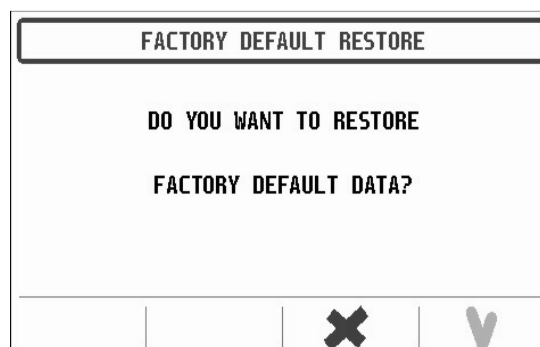 FACTORY DEFAULT RESTORE
DO YOU WANT TO RESTORE
FACTORY DEFAULT DATA?